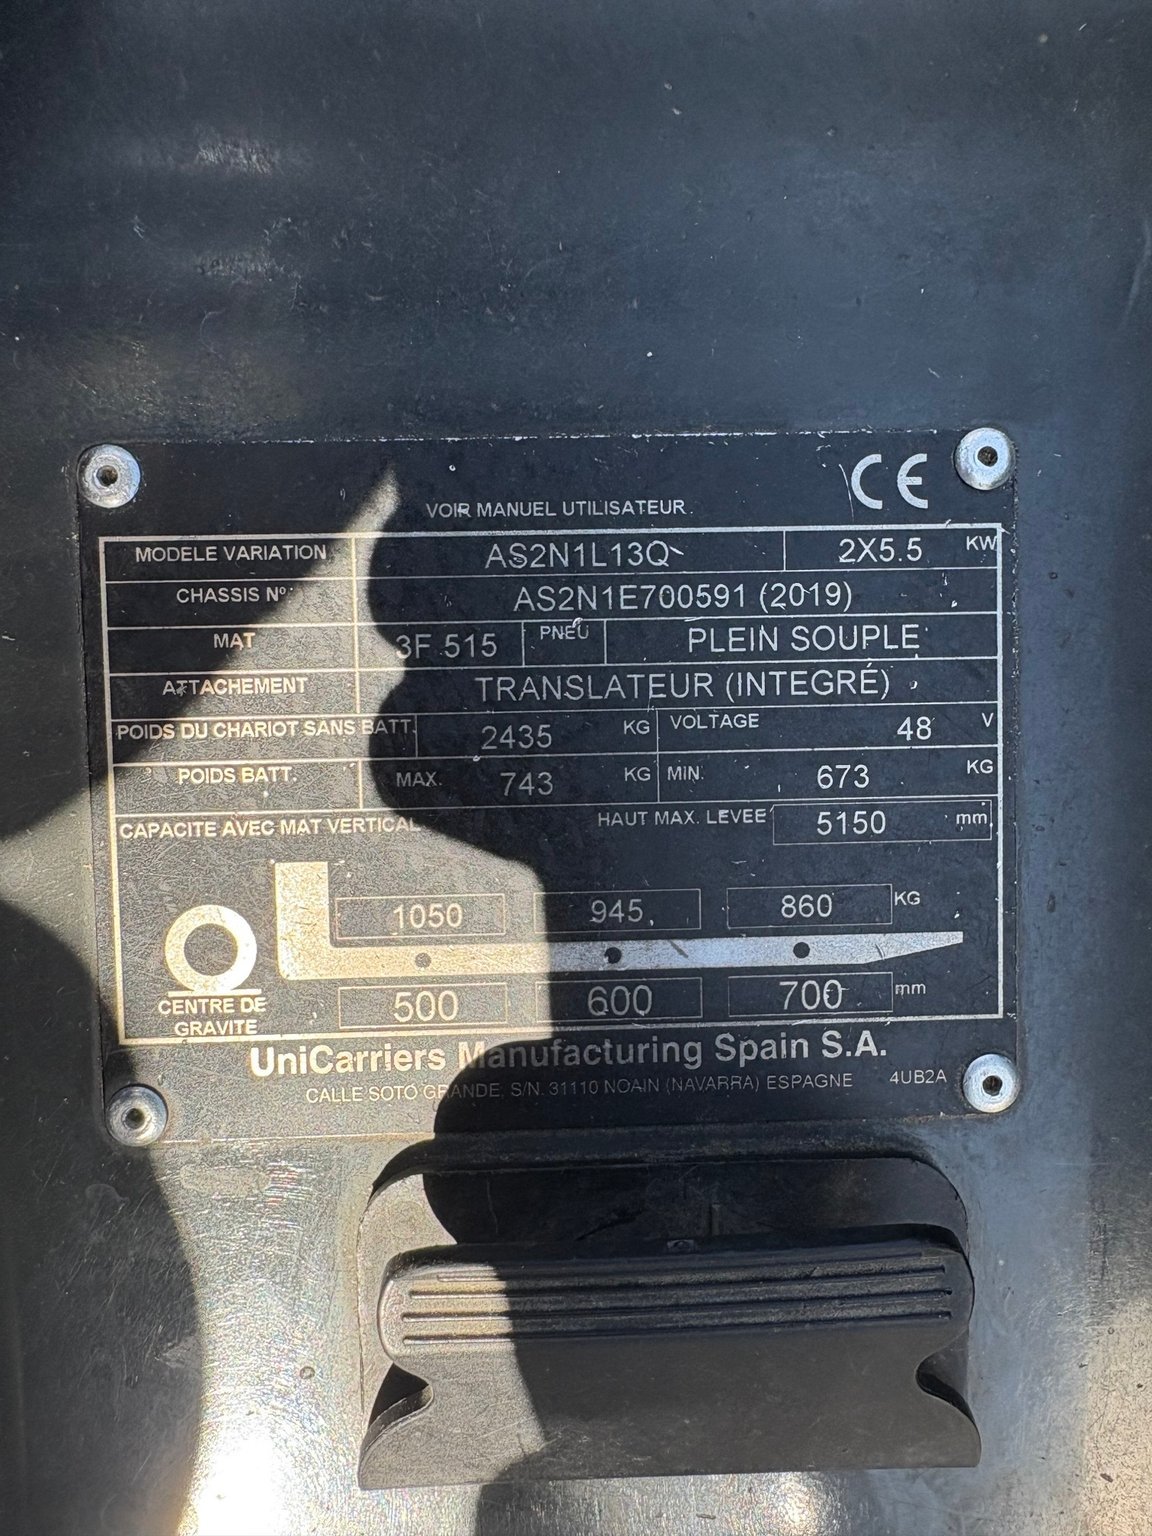 CE
VOIR MANUEL UTILISATEUR
MODELE VARIATION AS2N1L13Q 2X5.5 KW
CHASSIS Nº: AS2N1E700591 (2019)
MAT 3F 515 PNEU PLEIN SOUPLE
ATTACHEMENT TRANSLATEUR (INTEGRÉ)
POIDS DU CHARIOT SANS BATT. 2435 KG VOLTAGE 48 V
POIDS BATT. MAX. 743 KG MIN. 673 KG
CAPACITE AVEC MAT VERTICAL HAUT MAX. LEVEE 5150 mm
1050 945 860 KG
500 600 700 mm
CENTRE DE
GRAVITE
UniCarriers Manufacturing Spain S.A.
CALLE SOTO GRANDE, S/N. 31110 NOAIN (NAVARRA) ESPAGNE 4UB2A